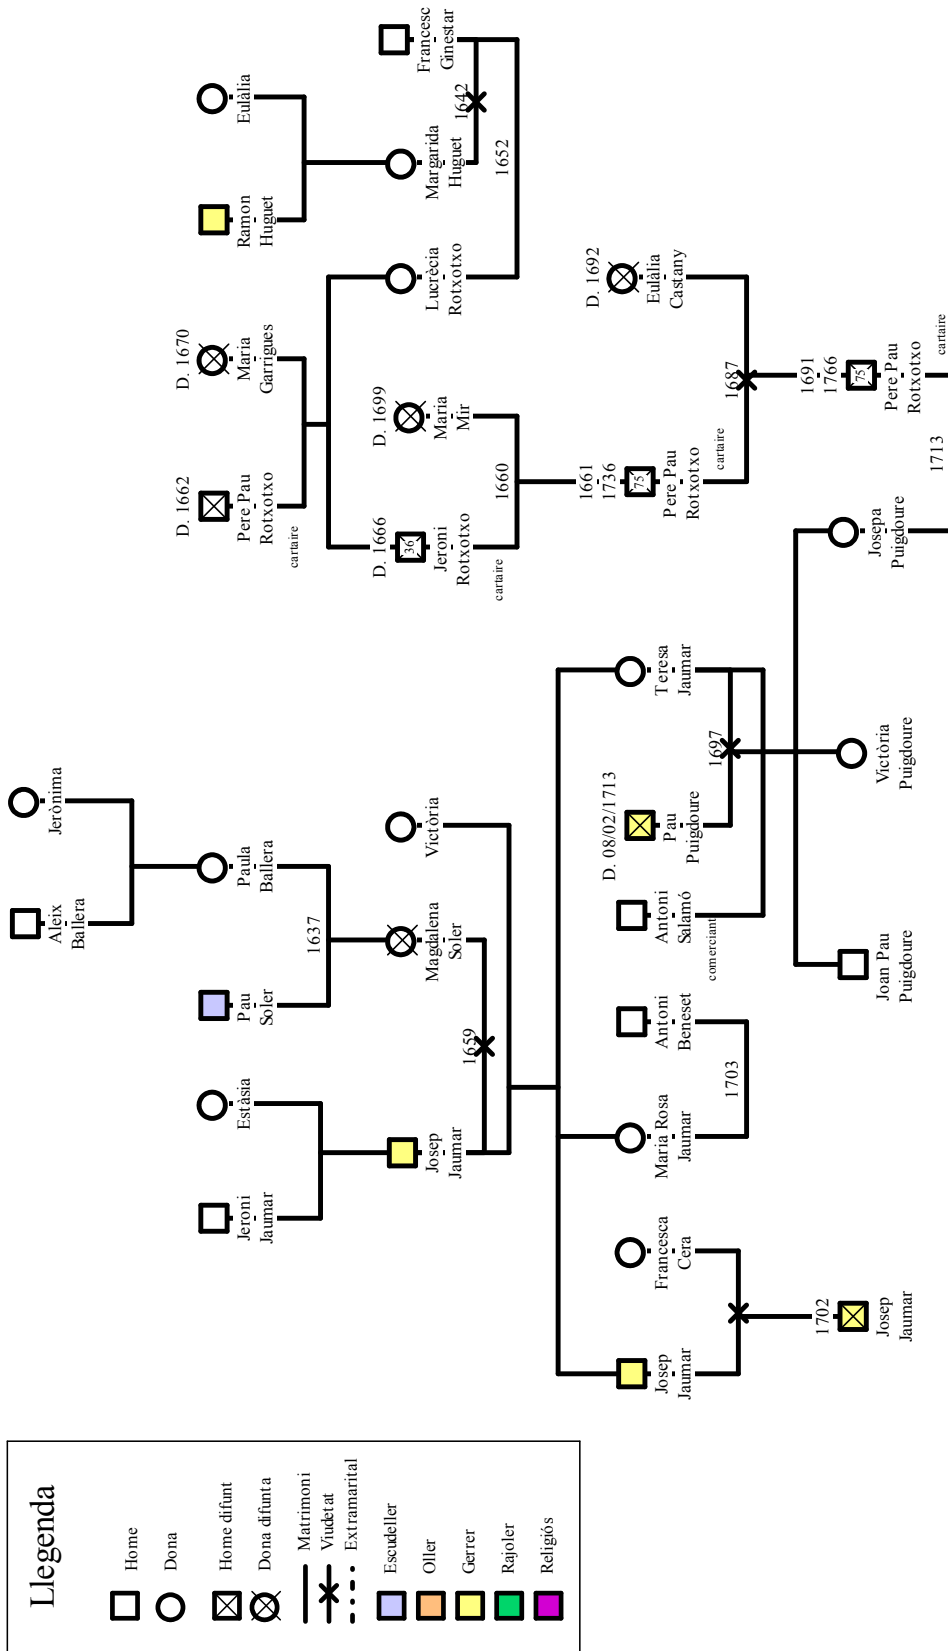 Llegenda
Home
Dona
Home difunt
Dona difunta
Matrimoni
Viudetat
Extramarital
Escudeller
Oller
Gerrer
Rajoler
Religiós
Aleix
Ballera
Jerònima
Jeroni
Jaumar
Estàsia
Pau
Soler
Paula
Ballera
1637
D. 1662
Pere Pau
Rotxotxo
cartaire
D. 1670
Maria
Garrigues
Ramon
Huguet
Eulàlia
Josep
Jaumar
1659
Magdalena
Soler
Victòria
D. 1666
36
Jeroni
Rotxotxo
cartaire
1660
D. 1699
Maria
Mir
Lucrècia
Rotxotxo
1652
Margarida
Huguet
1642
Francesc
Ginestar
Josep
Jaumar
Francesca
Cera
Maria Rosa
Jaumar
1703
Antoni
Beneset
Antoni
Salamó
comerciant
D. 08/02/1713
Pau
Puigdoure
1697
Teresa
Jaumar
1661
1736
75
Pere Pau
Rotxotxo
cartaire
1687
D. 1692
Eulàlia
Castany
1702
Josep
Jaumar
Joan Pau
Puigdoure
Victòria
Puigdoure
Josepa
Puigdoure
1713
1691
1766
75
Pere Pau
Rotxotxo
cartaire